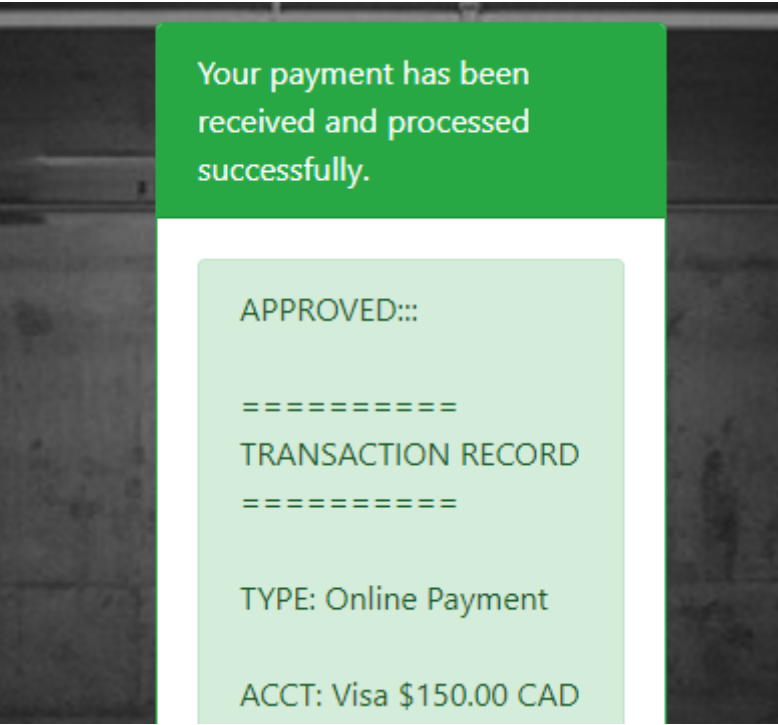 Your payment has been
received and processed
successfully.
APPROVED:::
==========
TRANSACTION RECORD
==========
TYPE: Online Payment
ACCT: Visa $150.00 CAD